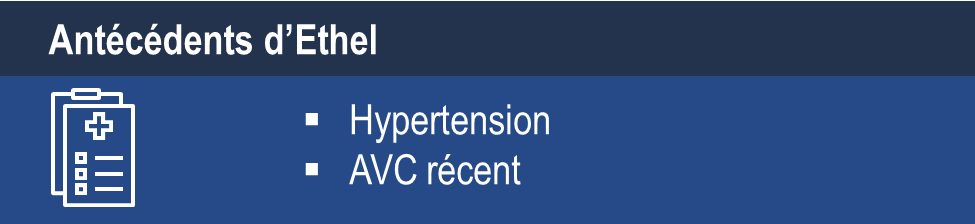 Antécédents d’Ethel
▪ Hypertension
▪ AVC récent